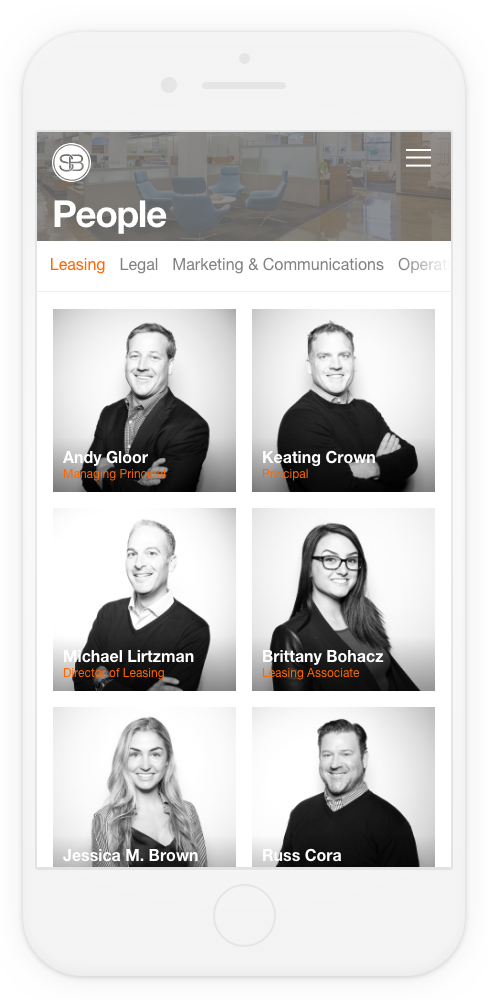 SB
People
Leasing Legal Marketing & Communications Operat
Andy Gloor
Managing Principal
Keating Crown
Principal
Michael Lirtzman
Director of Leasing
Brittany Bohacz
Leasing Associate
Jessica M. Brown
Russ Cora